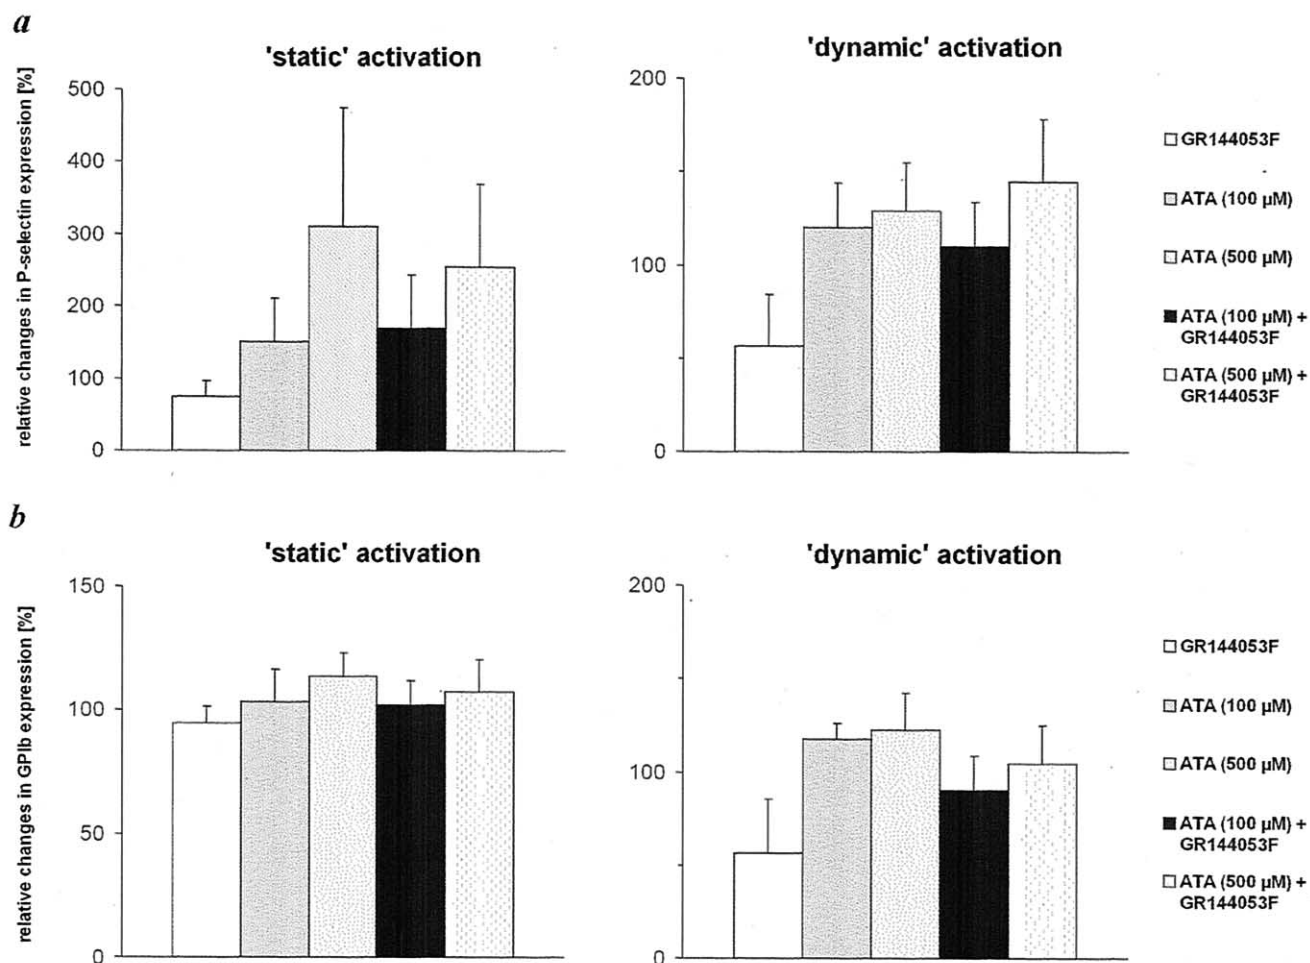 a
'static' activation
'dynamic' activation
relative changes in P-selectin expression [%]
500
400
300
200
100
0
200
100
0
GR144053F
ATA (100 µM)
ATA (500 µM)
ATA (100 µM) +
GR144053F
ATA (500 µM) +
GR144053F
b
'static' activation
'dynamic' activation
relative changes in GPIb expression [%]
150
100
50
0
200
100
0
GR144053F
ATA (100 µM)
ATA (500 µM)
ATA (100 µM) +
GR144053F
ATA (500 µM) +
GR144053F